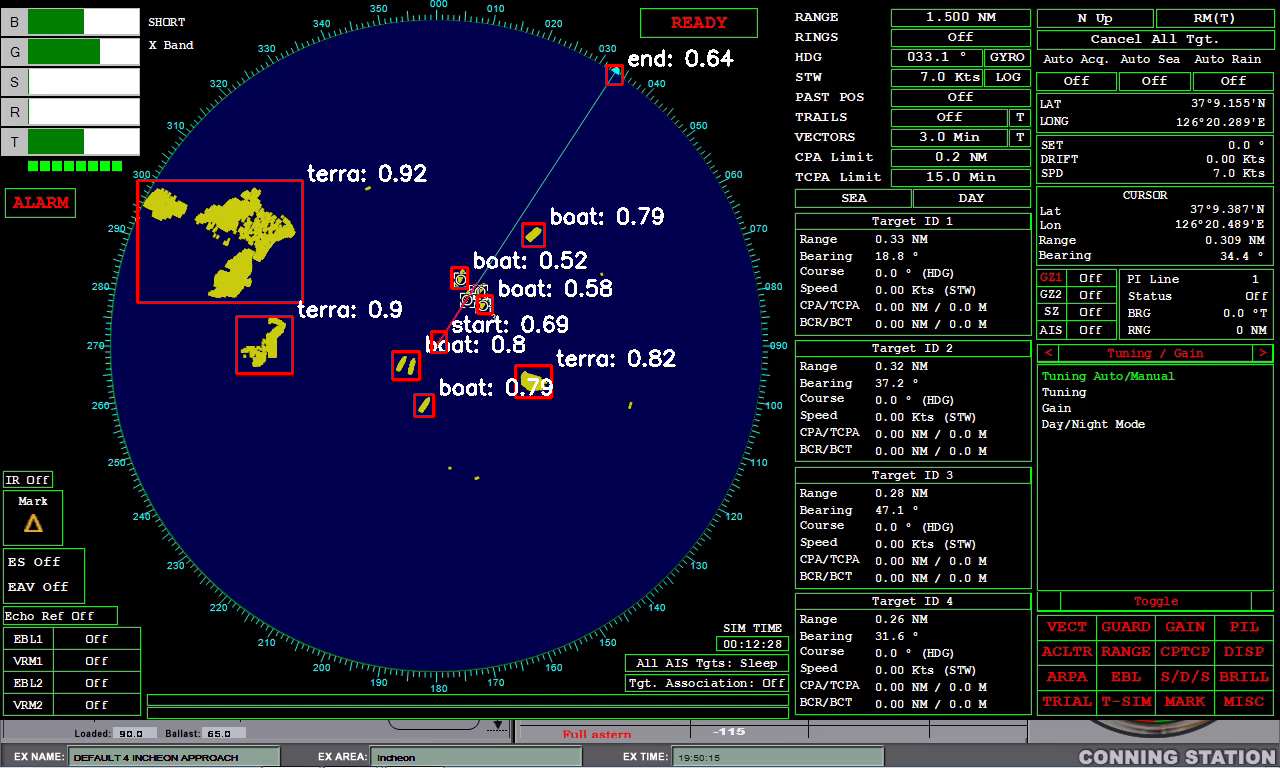 B
G
S
R
T
SHORT
X Band
ALARM
READY
000
010
020
030
040
050
060
070
080
090
100
110
120
130
140
150
160
170
180
190
200
210
220
230
240
250
260
270
280
290
300
310
330
340
350
end: 0.64
terra: 0.92
boat: 0.79
boat: 0.52
boat: 0.58
terra: 0.9
start: 0.69
boat: 0.8
terra: 0.82
boat: 0.79
IR Off
Mark
ES Off
EAV Off
Echo Ref Off
EBL1 Off
VRM1 Off
EBL2 Off
VRM2 Off
SIM TIME
00:12:28
All AIS Tgts: Sleep
Tgt. Association: Off
RANGE 1.500 NM
RINGS Off
HDG 033.1 ° GYRO
STW 7.0 Kts LOG
PAST POS Off
TRAILS Off T
VECTORS 3.0 Min T
CPA Limit 0.2 NM
TCPA Limit 15.0 Min
SEA DAY
Target ID 1
Range 0.33 NM
Bearing 18.8 °
Course 0.0 ° (HDG)
Speed 0.00 Kts (STW)
CPA/TCPA 0.00 NM / 0.0 M
BCR/BCT 0.00 NM / 0.0 M
Target ID 2
Range 0.32 NM
Bearing 37.2 °
Course 0.0 ° (HDG)
Speed 0.00 Kts (STW)
CPA/TCPA 0.00 NM / 0.0 M
BCR/BCT 0.00 NM / 0.0 M
Target ID 3
Range 0.28 NM
Bearing 47.1 °
Course 0.0 ° (HDG)
Speed 0.00 Kts (STW)
CPA/TCPA 0.00 NM / 0.0 M
BCR/BCT 0.00 NM / 0.0 M
Target ID 4
Range 0.26 NM
Bearing 31.6 °
Course 0.0 ° (HDG)
Speed 0.00 Kts (STW)
CPA/TCPA 0.00 NM / 0.0 M
BCR/BCT 0.00 NM / 0.0 M
N Up RM(T)
Cancel All Tgt.
Auto Acq. Auto Sea Auto Rain
Off Off Off
LAT 37°9.155'N
LONG 126°20.289'E
SET 0.0 °
DRIFT 0.00 Kts
SPD 7.0 Kts
CURSOR
Lat 37°9.387'N
Lon 126°20.489'E
Range 0.309 NM
Bearing 34.4 °
GZ1 Off
GZ2 Off
SZ Off
AIS Off
PI Line 1
Status Off
BRG 0.0 °T
RNG 0 NM
< Tuning / Gain >
Tuning Auto/Manual
Tuning
Gain
Day/Night Mode
Toggle
VECT GUARD GAIN PIL
ACLTR RANGE CPTCP DISP
ARPA EBL S/D/S BRILL
TRIAL T-SIM MARK MISC
Loaded: 90.0 Ballast: 65.0
Full astern -115
EX NAME: DEFAULT 4 INCHEON APPROACH EX AREA: Incheon EX TIME: 19:50:15
CONNING STATION